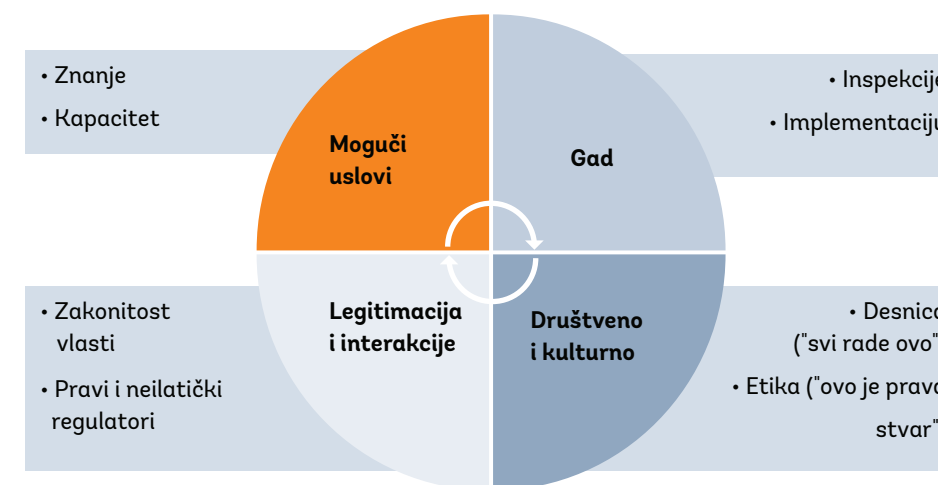 • Znanje
• Kapacitet
Mogući
uslovi
Gad
• Inspekcije
• Implementaciju
• Zakonitost
vlasti
• Pravi i neilatički
regulatori
Legitimacija
i interakcije
Društveno
i kulturno
• Desnica
("svi rade ovo"
• Etika ("ovo je prava
stvar"